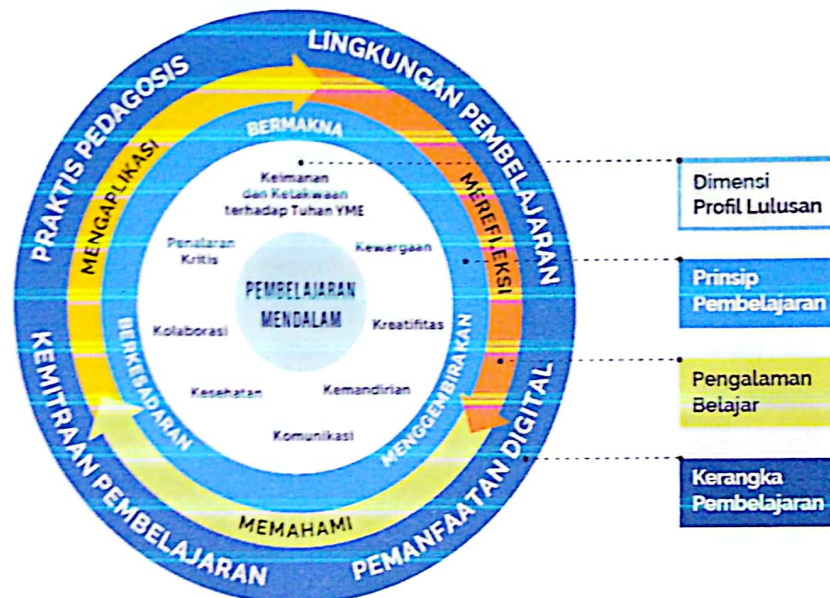 PRAKTIS PEDAGOSIS
LINGKUNGAN PEMBELAJARAN
MENGAPLIKASI
MEREFLEKSI
BERMAKNA
Keimanan
dan Ketakwaan
terhadap Tuhan YME
Penalaran
Kritis
Kewargaan
PEMBELAJARAN
MENDALAM
Kolaborasi
Kreatifitas
Kesehatan
Kemandirian
Komunikasi
BERKESADARAN
MENGGEMBIRAKAN
MEMAHAMI
KEMITRAAN PEMBELAJARAN
PEMANFAATAN DIGITAL
Dimensi
Profil Lulusan
Prinsip
Pembelajaran
Pengalaman
Belajar
Kerangka
Pembelajaran